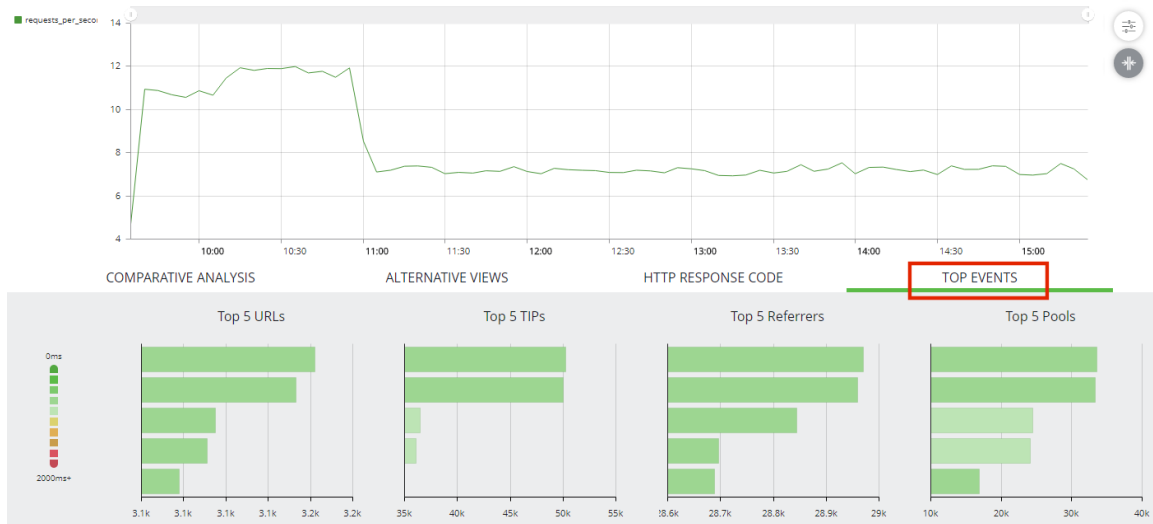 requests_per_secon
14
12
10
8
6
4
10:00 10:30 11:00 11:30 12:00 12:30 13:00 13:30 14:00 14:30 15:00
COMPARATIVE ANALYSIS ALTERNATIVE VIEWS HTTP RESPONSE CODE TOP EVENTS
Top 5 URLs Top 5 TIPs Top 5 Referrers Top 5 Pools
0ms
2000ms+
3.1k 3.1k 3.1k 3.1k 3.2k 3.2k 35k 40k 45k 50k 55k 28.6k 28.7k 28.8k 28.9k 29k 10k 20k 30k 40k